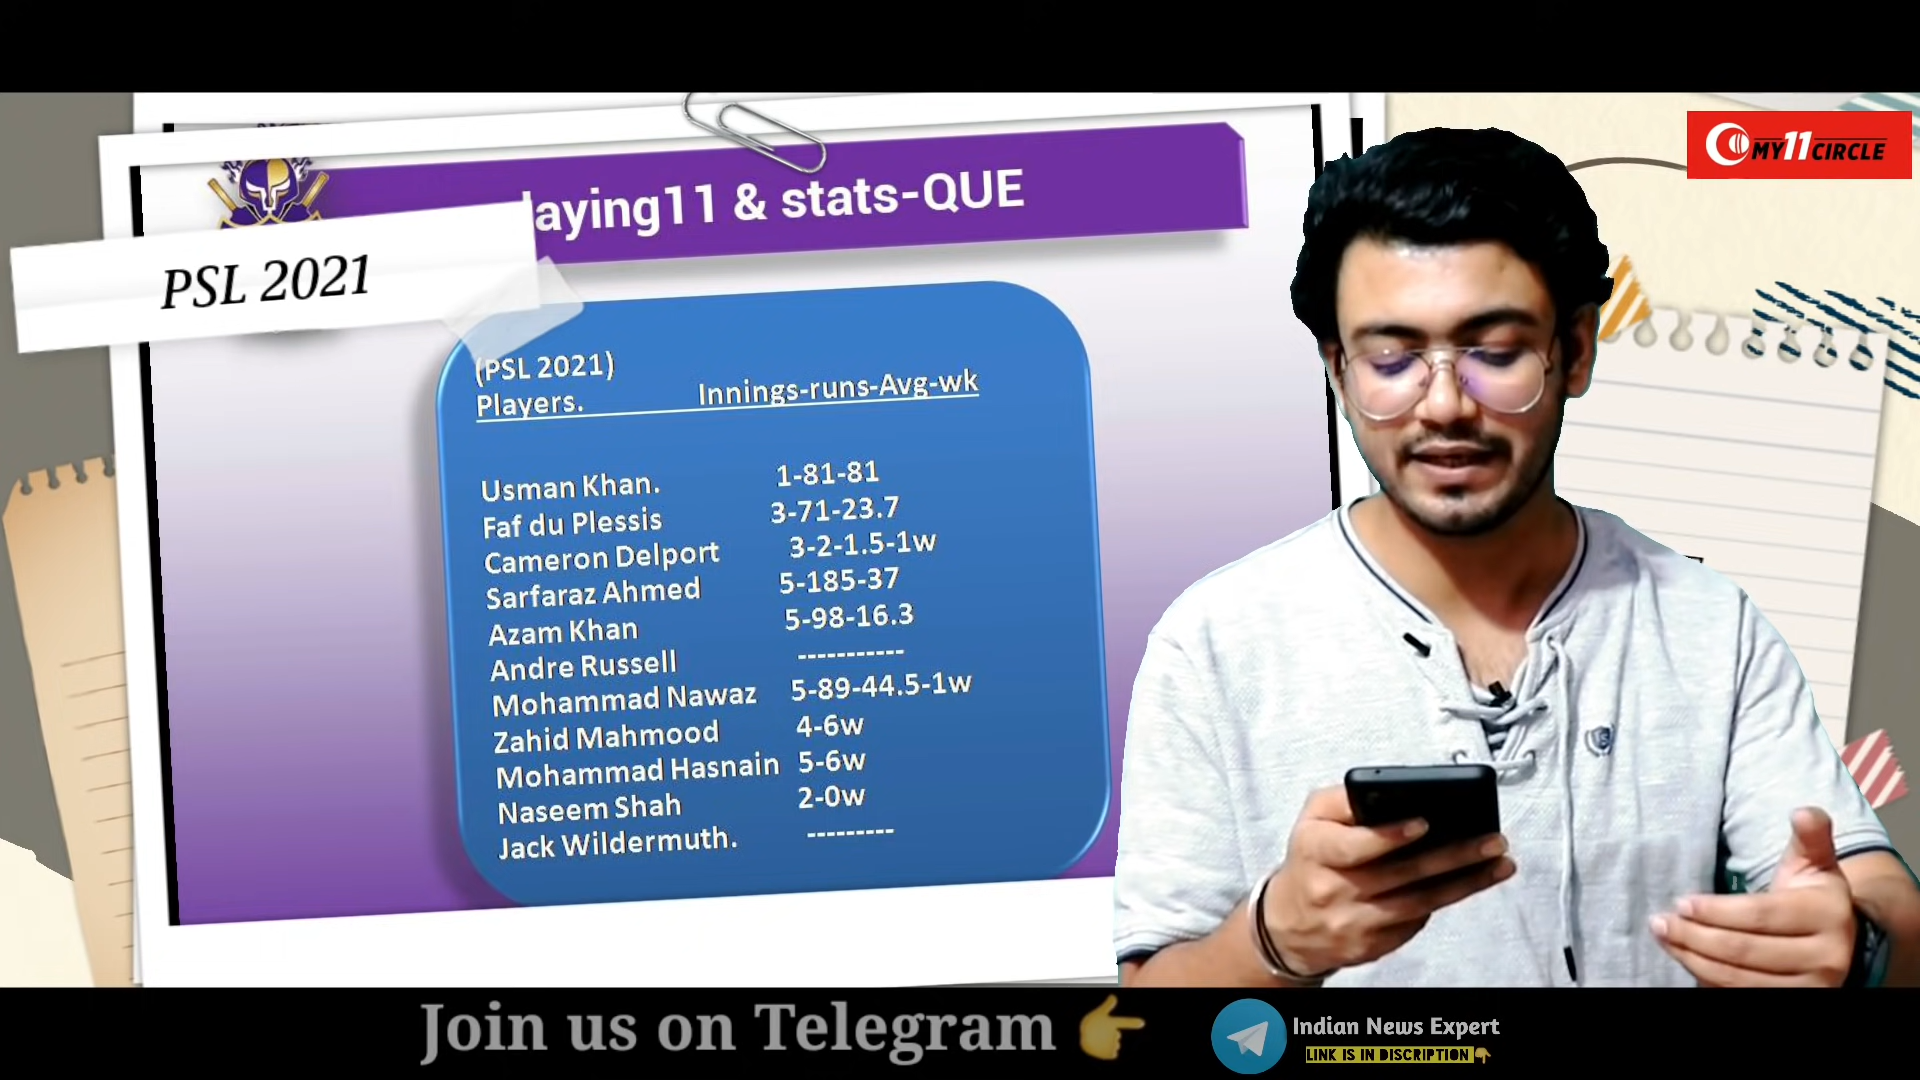 MY11CIRCLE
laying11 & stats-QUE
PSL 2021
(PSL 2021)
Players. Innings-runs-Avg-wk
Usman Khan. 1-81-81
Faf du Plessis 3-71-23.7
Cameron Delport 3-2-1.5-1w
Sarfaraz Ahmed 5-185-37
Azam Khan 5-98-16.3
Andre Russell -----------
Mohammad Nawaz 5-89-44.5-1w
Zahid Mahmood 4-6w
Mohammad Hasnain 5-6w
Naseem Shah 2-0w
Jack Wildermuth. ---------
Join us on Telegram 👉
Indian News Expert
LINK IS IN DISCRIPTION 👇